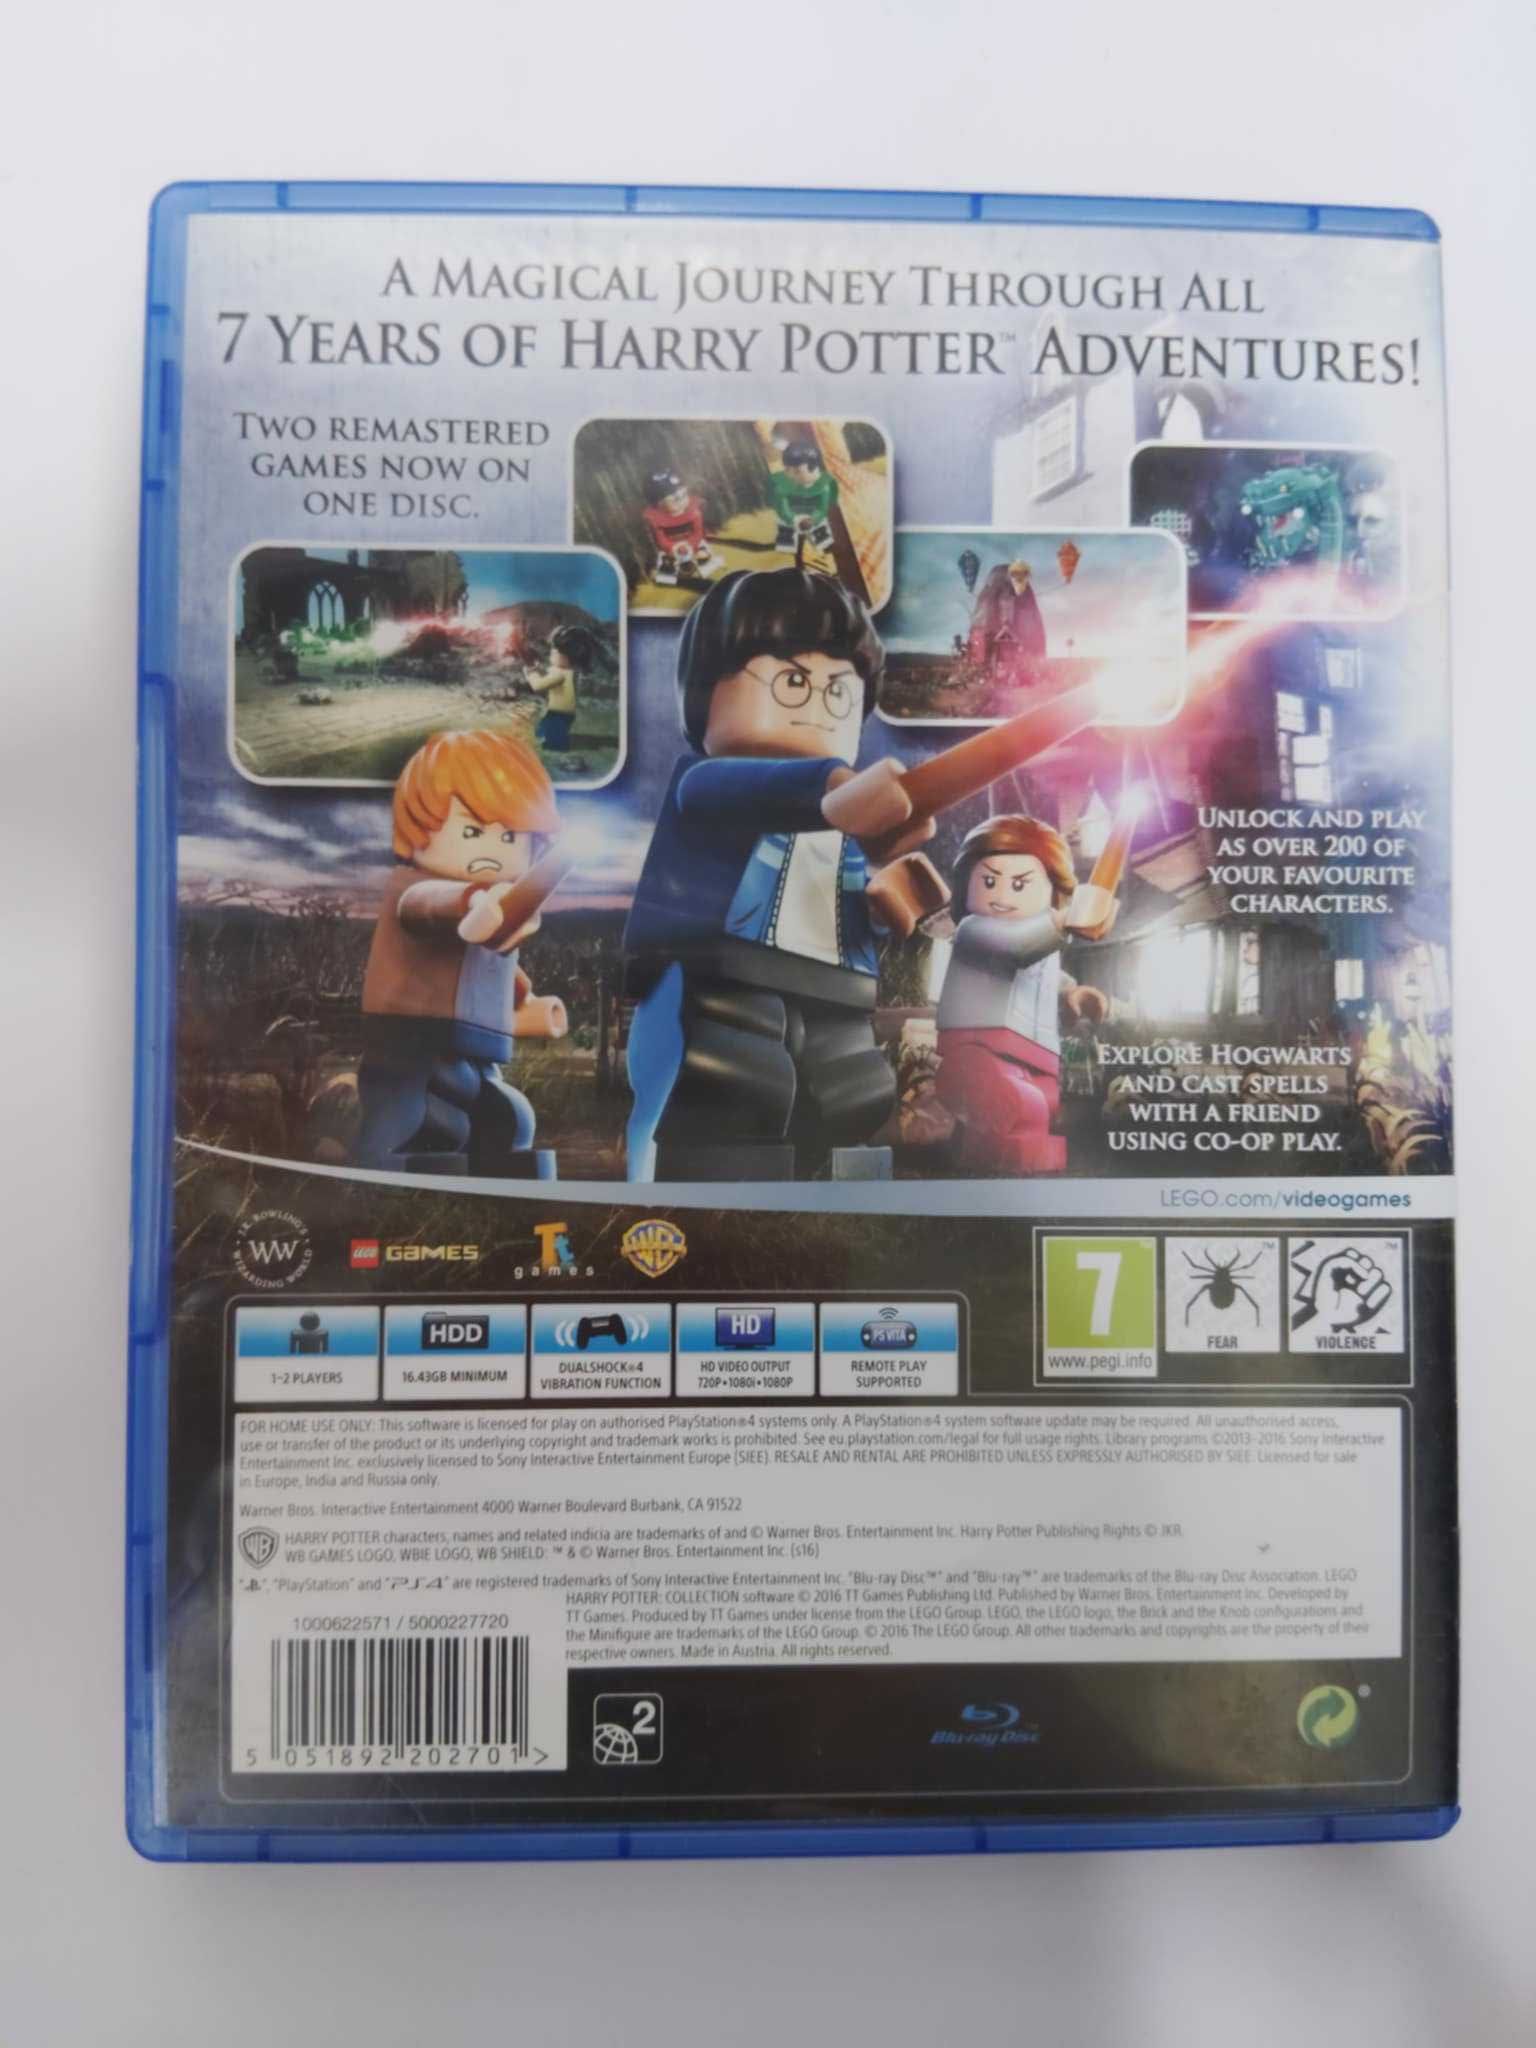 A MAGICAL JOURNEY THROUGH ALL
7 YEARS OF HARRY POTTER™ ADVENTURES!
TWO REMASTERED
GAMES NOW ON
ONE DISC.
UNLOCK AND PLAY
AS OVER 200 OF
YOUR FAVOURITE
CHARACTERS.
EXPLORE HOGWARTS
AND CAST SPELLS
WITH A FRIEND
USING CO-OP PLAY.
LEGO.com/videogames
J.K. ROWLING'S
WW
WIZARDING WORLD
LEGO GAMES
Tt
games
WB
7
www.pegi.info
FEAR
VIOLENCE
1-2 PLAYERS
HDD
16.43GB MINIMUM
DUALSHOCK®4
VIBRATION FUNCTION
HD
HD VIDEO OUTPUT
720P•1080i•1080P
PS VITA
REMOTE PLAY
SUPPORTED
FOR HOME USE ONLY: This software is licensed for play on authorised PlayStation®4 systems only. A PlayStation®4 system software update may be required. All unauthorised access,
use or transfer of the product or its underlying copyright and trademark works is prohibited. See eu.playstation.com/legal for full usage rights. Library programs ©2013-2016 Sony Interactive
Entertainment Inc. exclusively licensed to Sony Interactive Entertainment Europe (SIEE). RESALE AND RENTAL ARE PROHIBITED UNLESS EXPRESSLY AUTHORISED BY SIEE. Licensed for sale
in Europe, India and Russia only.
Warner Bros. Interactive Entertainment 4000 Warner Boulevard Burbank, CA 91522
WB
HARRY POTTER characters, names and related indicia are trademarks of and © Warner Bros. Entertainment Inc. Harry Potter Publishing Rights © JKR.
WB GAMES LOGO, WBIE LOGO, WB SHIELD: ™ & © Warner Bros. Entertainment Inc. (s16)
"PlayStation" and "PS4" are registered trademarks of Sony Interactive Entertainment Inc. "Blu-ray Disc™" and "Blu-ray™" are trademarks of the Blu-ray Disc Association. LEGO
HARRY POTTER: COLLECTION software © 2016 TT Games Publishing Ltd. Published by Warner Bros. Entertainment Inc. Developed by
TT Games. Produced by TT Games under license from the LEGO Group. LEGO, the LEGO logo, the Brick and the Knob configurations and
the Minifigure are trademarks of the LEGO Group. © 2016 The LEGO Group. All other trademarks and copyrights are the property of their
respective owners. Made in Austria. All rights reserved.
1000622571 / 5000227720
5 051892 202701 >
2
Blu-ray Disc™